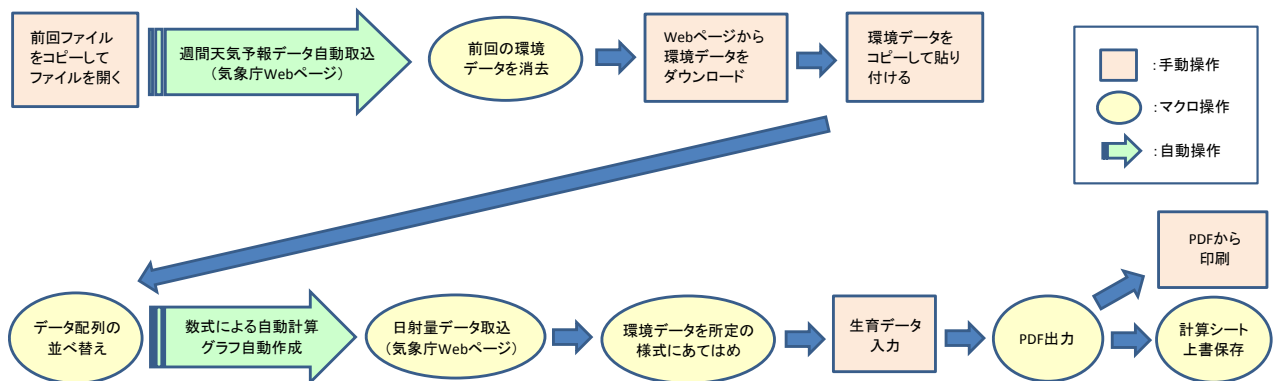 前回ファイル
をコピーして
ファイルを開く
週間天気予報データ自動取込
(気象庁Webページ)
前回の環境
データを消去
Webページから
環境データを
ダウンロード
環境データを
コピーして貼り
付ける
:手動操作
:マクロ操作
:自動操作
データ配列の
並べ替え
数式による自動計算
グラフ自動作成
日射量データ取込
(気象庁Webページ)
環境データを所定の
様式にあてはめ
生育データ
入力
PDF出力
PDFから
印刷
計算シート
上書保存